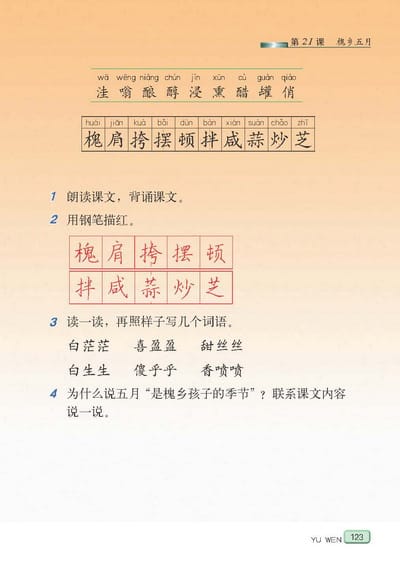 第21课 槐乡五月
wā wēng niàng chún jìn xūn cù guàn qiào
洼 嗡 酿 醇 浸 熏 醋 罐 俏
huái jiān kuà bǎi dùn bàn xián suàn chǎo zhī
槐 肩 挎 摆 顿 拌 咸 蒜 炒 芝
1 朗读课文，背诵课文。
2 用钢笔描红。
槐 肩 挎 摆 顿
拌 咸 蒜 炒 芝
3 读一读，再照样子写几个词语。
白茫茫 喜盈盈 甜丝丝
白生生 傻乎乎 香喷喷
4 为什么说五月“是槐乡孩子的季节”？联系课文内容
说一说。
YU WEN 123